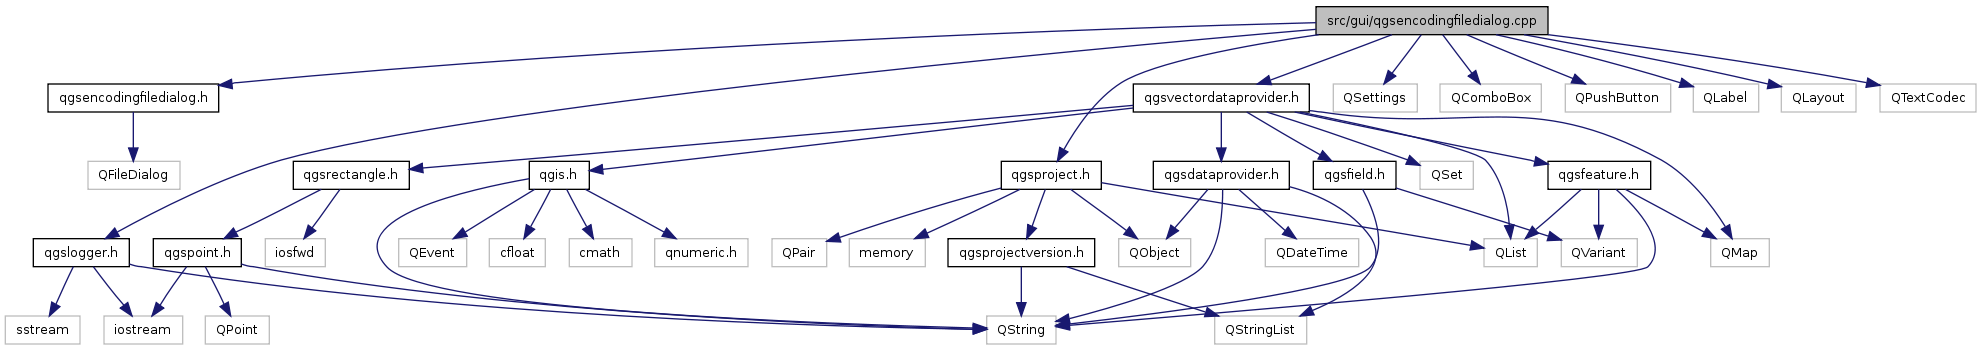 src/gui/qgsencodingfiledialog.cpp
qgsencodingfiledialog.h
qgsvectordataprovider.h
QSettings
QComboBox
QPushButton
QLabel
QLayout
QTextCodec
QFileDialog
qgsrectangle.h
qgis.h
qgsproject.h
qgsdataprovider.h
qgsfield.h
QSet
qgsfeature.h
qgslogger.h
qgspoint.h
iosfwd
QEvent
cfloat
cmath
qnumeric.h
QPair
memory
qgsprojectversion.h
QObject
QDateTime
QList
QVariant
QMap
sstream
iostream
QPoint
QString
QStringList